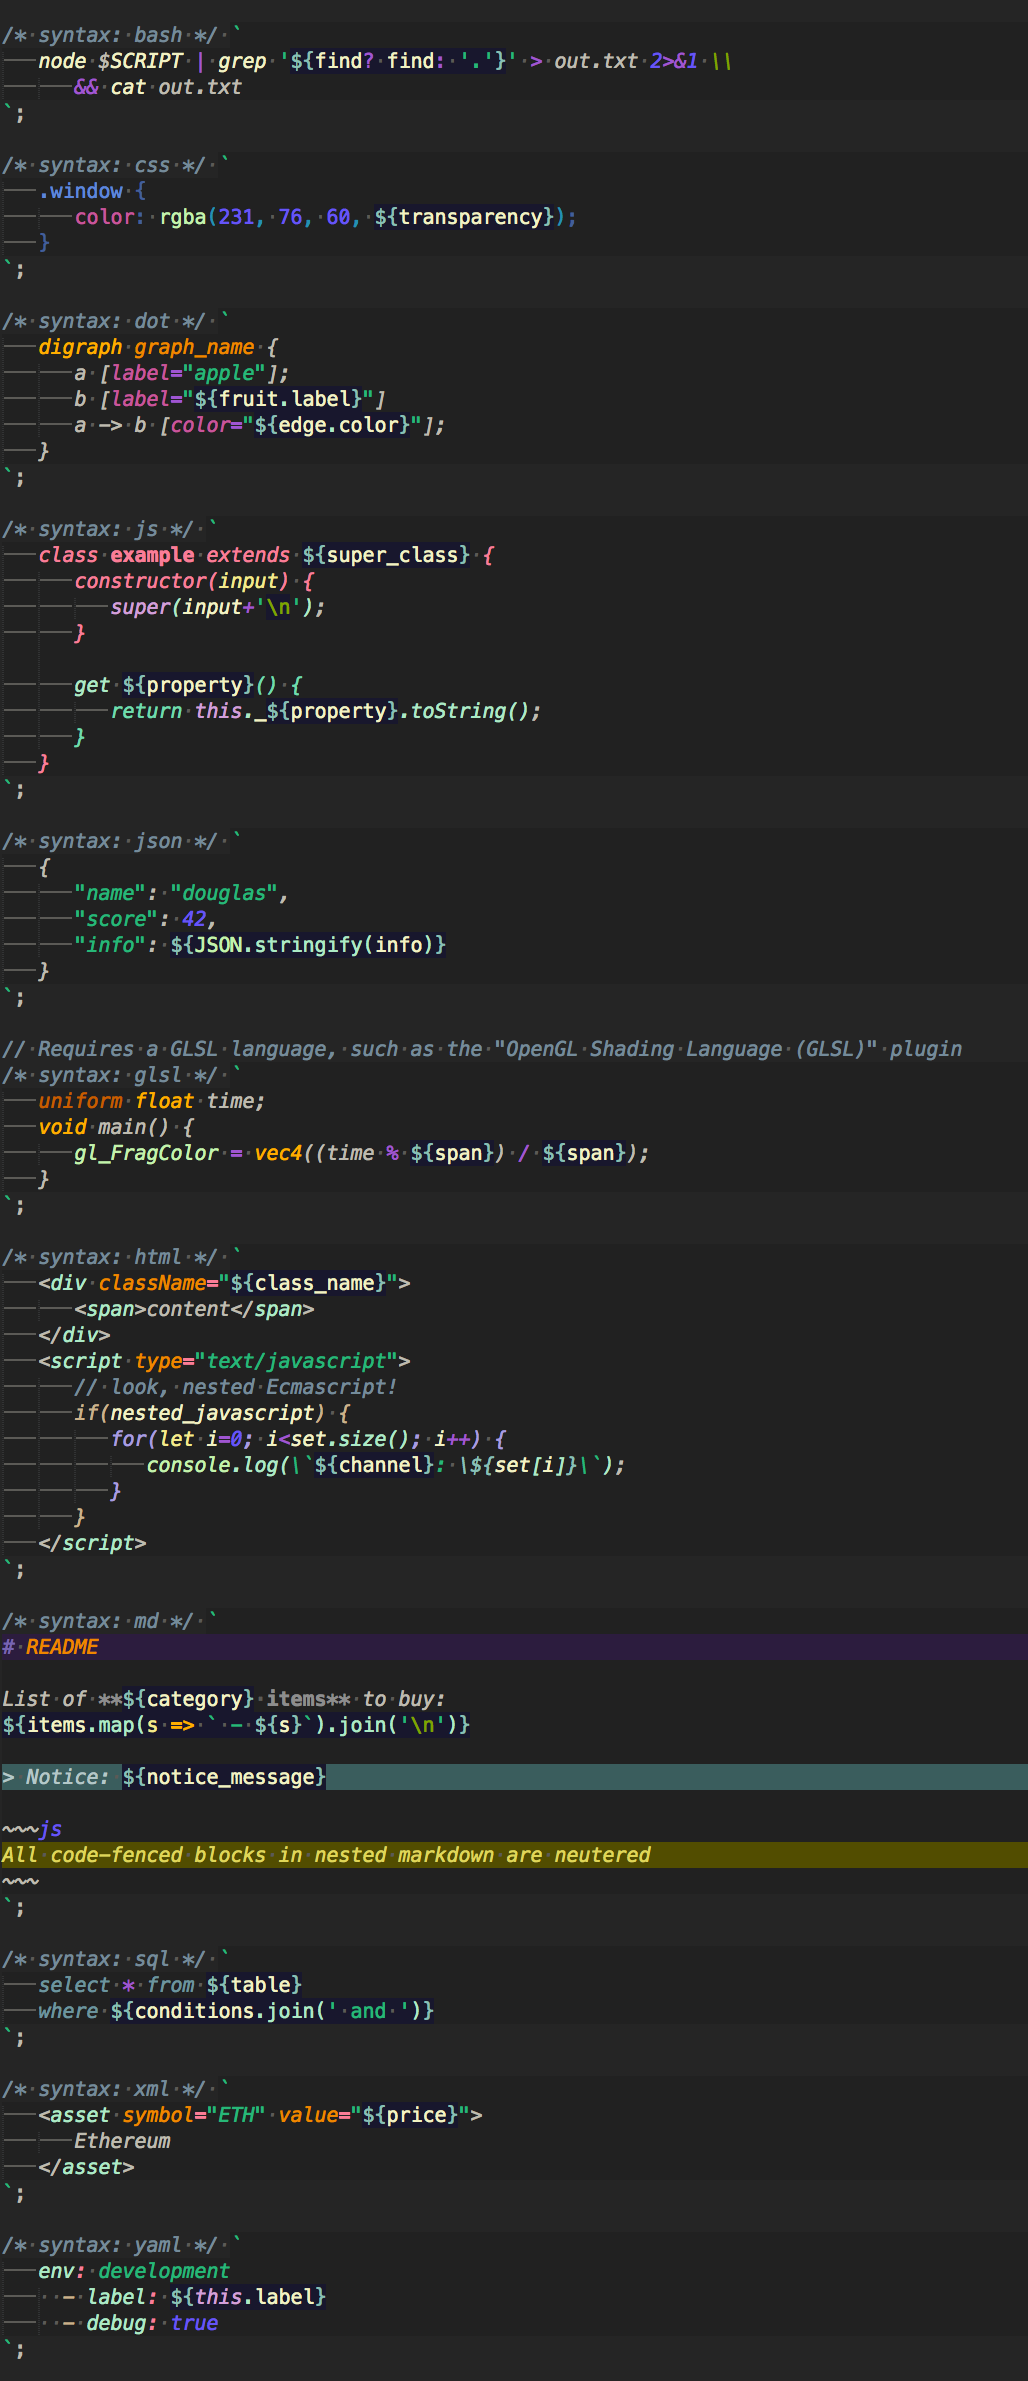 /* syntax: bash */ `
	node $SCRIPT | grep '${find? find: '.'}' > out.txt 2>&1 \\
		&& cat out.txt
`;

/* syntax: css */ `
	.window {
		color: rgba(231, 76, 60, ${transparency});
	}
`;

/* syntax: dot */ `
	digraph graph_name {
		a [label="apple"];
		b [label="${fruit.label}"]
		a -> b [color="${edge.color}"];
	}
`;

/* syntax: js */ `
	class example extends ${super_class} {
		constructor(input) {
			super(input+'\n');
		}

		get ${property}() {
			return this._${property}.toString();
		}
	}
`;

/* syntax: json */ `
	{
		"name": "douglas",
		"score": 42,
		"info": ${JSON.stringify(info)}
	}
`;

// Requires a GLSL language, such as the "OpenGL Shading Language (GLSL)" plugin
/* syntax: glsl */ `
	uniform float time;
	void main() {
		gl_FragColor = vec4((time % ${span}) / ${span});
	}
`;

/* syntax: html */ `
	<div className="${class_name}">
		<span>content</span>
	</div>
	<script type="text/javascript">
		// look, nested Ecmascript!
		if(nested_javascript) {
			for(let i=0; i<set.size(); i++) {
				console.log(\`${channel}: \${set[i]}\`);
			}
		}
	</script>
`;

/* syntax: md */ `
# README

List of **${category} items** to buy:
${items.map(s => ` - ${s}`).join('\n')}

> Notice: ${notice_message}

~~~js
All code-fenced blocks in nested markdown are neutered
~~~
`;

/* syntax: sql */ `
	select * from ${table}
	where ${conditions.join(' and ')}
`;

/* syntax: xml */ `
	<asset symbol="ETH" value="${price}">
		Ethereum
	</asset>
`;

/* syntax: yaml */ `
	env: development
	  - label: ${this.label}
	  - debug: true
`;